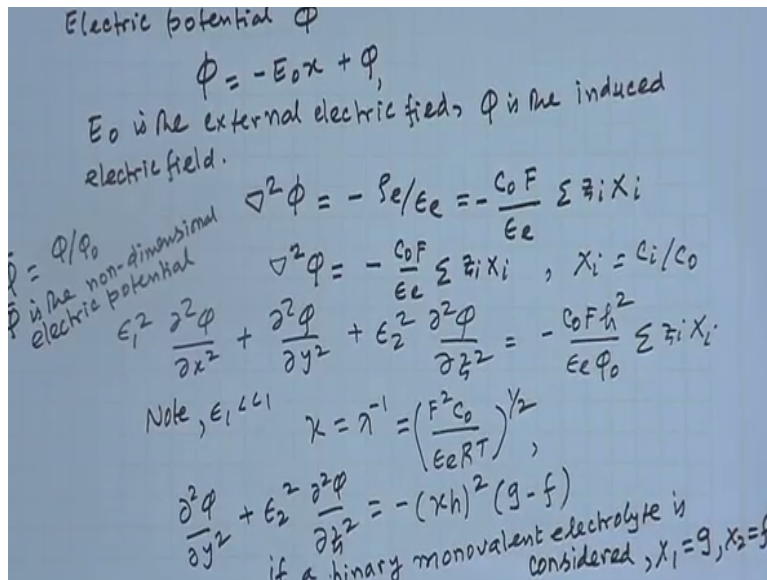 Electric potential Φ
ϕ = -E₀x + φ,
E₀ is the external electric fied, φ is the induced
electric field.
∇²ϕ = - ρe/εe = - C₀F/εe Σ zᵢXᵢ
φ̄ = φ/φ₀
φ̄ is the non-dimensional
electric potential
∇²φ = - C₀F/εe Σ zᵢXᵢ , Xᵢ = Cᵢ/C₀
ε₁² ∂²φ/∂x² + ∂²φ/∂y² + ε₂² ∂²φ/∂z² = - C₀Fh²/εeφ₀ Σ zᵢXᵢ
Note, ε₁<<1 κ = λ⁻¹ = (F²C₀/εeRT)^1/2 ,
∂²φ/∂y² + ε₂² ∂²φ/∂z² = -(κh)² (g-f)
if a binary monovalent electrolyte is
considered, X₁=g, X₂=f